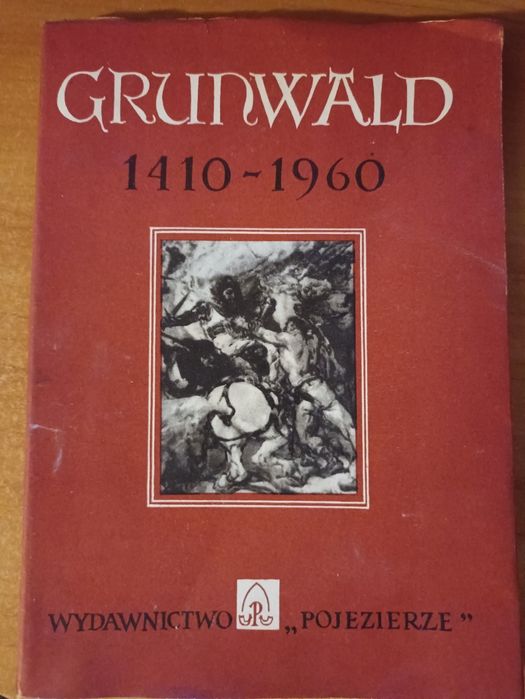 GRUNWALD
1410-1960
WYDAWNICTWO P „POJEZIERZE”